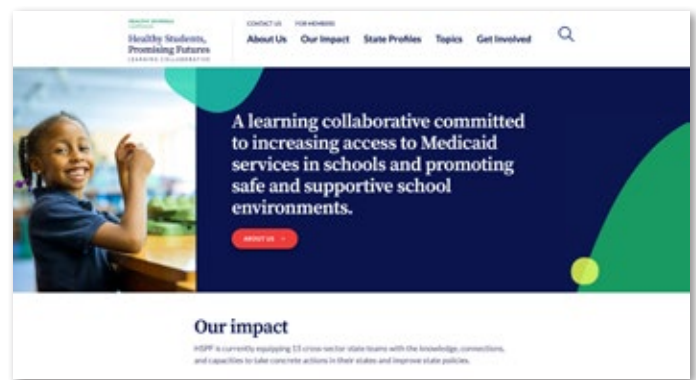 HEALTHY SCHOOLS
CONTACT US FOR MEMBERS
Healthy Students,
Promising Futures
LEARNING COLLABORATIVE
About Us Our Impact State Profiles Topics Get Involved
A learning collaborative committed
to increasing access to Medicaid
services in schools and promoting
safe and supportive school
environments.
ABOUT US
Our impact
HSPF is currently equipping 15 cross-sector state teams with the knowledge, connections,
and capacities to take concrete actions in their states and improve state policies.